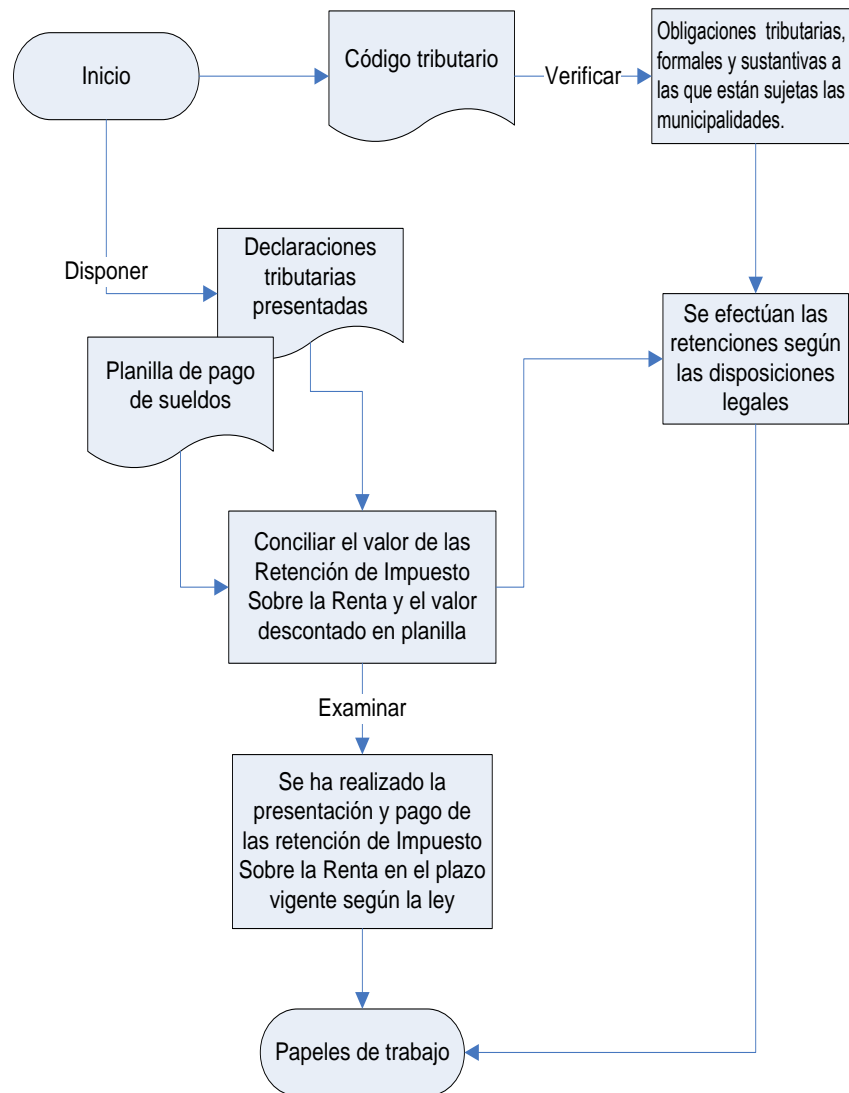 Inicio
Código tributario
Verificar
Obligaciones tributarias,
formales y sustantivas a
las que están sujetas las
municipalidades.
Disponer
Declaraciones
tributarias
presentadas
Planilla de pago
de sueldos
Se efectúan las
retenciones según
las disposiciones
legales
Conciliar el valor de las
Retención de Impuesto
Sobre la Renta y el valor
descontado en planilla
Examinar
Se ha realizado la
presentación y pago de
las retención de Impuesto
Sobre la Renta en el plazo
vigente según la ley
Papeles de trabajo